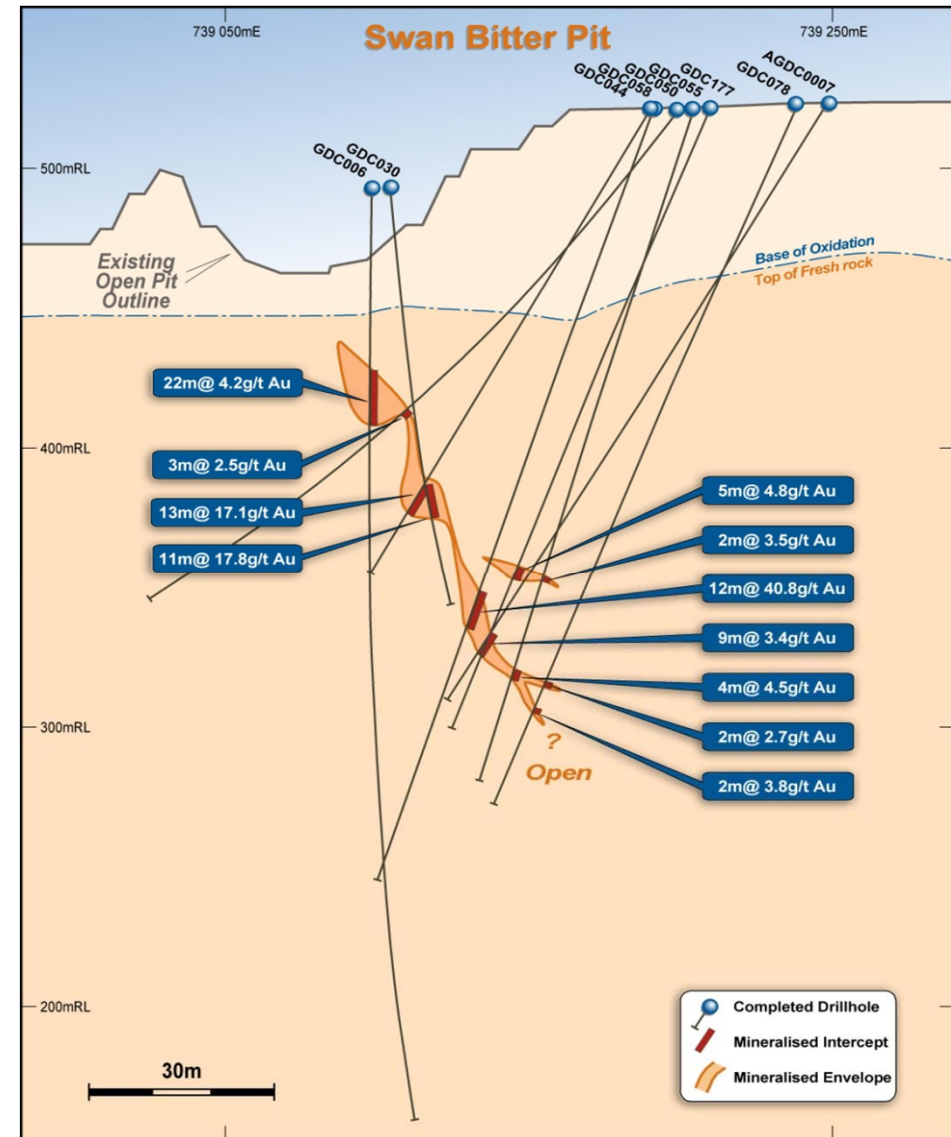 739 050mE
Swan Bitter Pit
739 250mE
GDC044
GDC058
GDC050
GDC055
GDC177
GDC078
AGDC0007
GDC006
GDC030
500mRL
Existing
Open Pit
Outline
Base of Oxidation
Top of Fresh rock
22m@ 4.2g/t Au
400mRL
3m@ 2.5g/t Au
13m@ 17.1g/t Au
11m@ 17.8g/t Au
5m@ 4.8g/t Au
2m@ 3.5g/t Au
12m@ 40.8g/t Au
9m@ 3.4g/t Au
4m@ 4.5g/t Au
2m@ 2.7g/t Au
2m@ 3.8g/t Au
300mRL
?
Open
200mRL
30m
Completed Drillhole
Mineralised Intercept
Mineralised Envelope